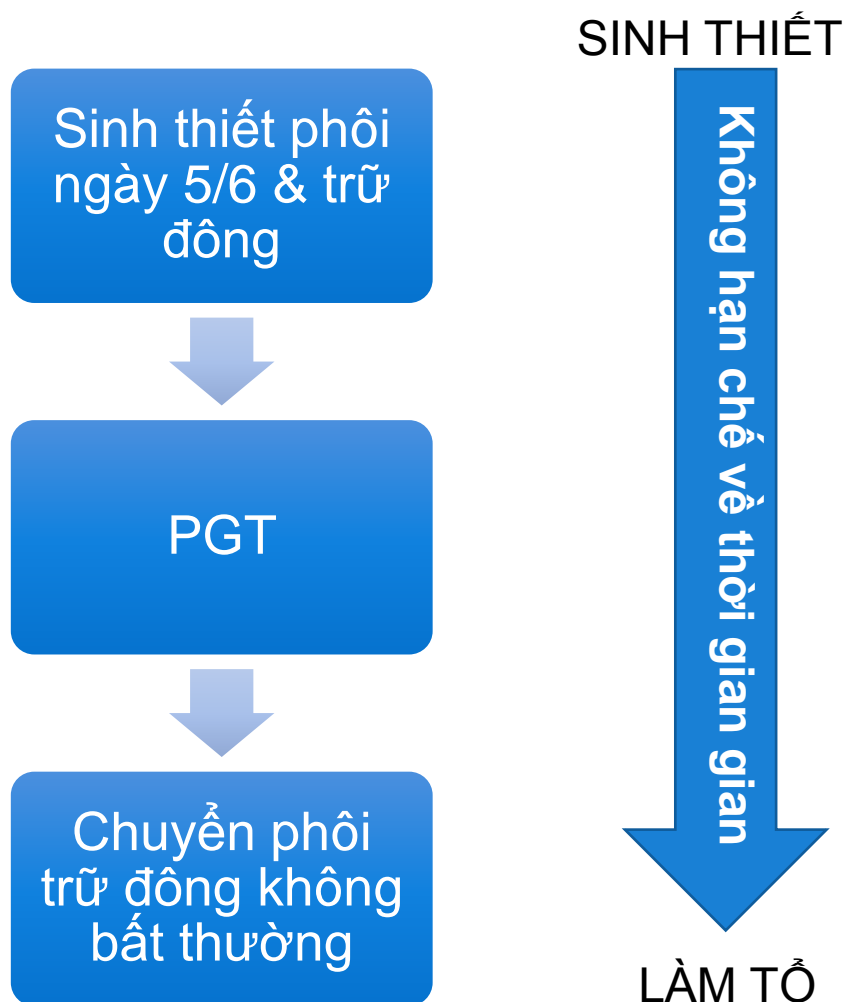 Sinh thiết phôi
ngày 5/6 & trữ
đông
PGT
Chuyển phôi
trữ đông không
bất thường
SINH THIẾT
Không hạn chế về thời gian gian
LÀM TỔ